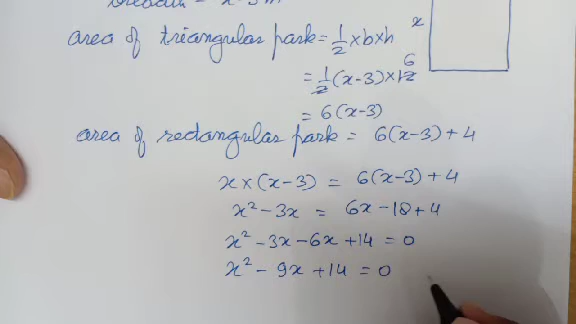 breadth = x-3m
area of triangular park = 1/2 × b × h
x
= 1/2 (x-3) × 12 6
= 6(x-3)
area of rectangular park = 6(x-3) + 4
x × (x-3) = 6(x-3) + 4
x² - 3x = 6x - 18 + 4
x² - 3x - 6x + 14 = 0
x² - 9x + 14 = 0